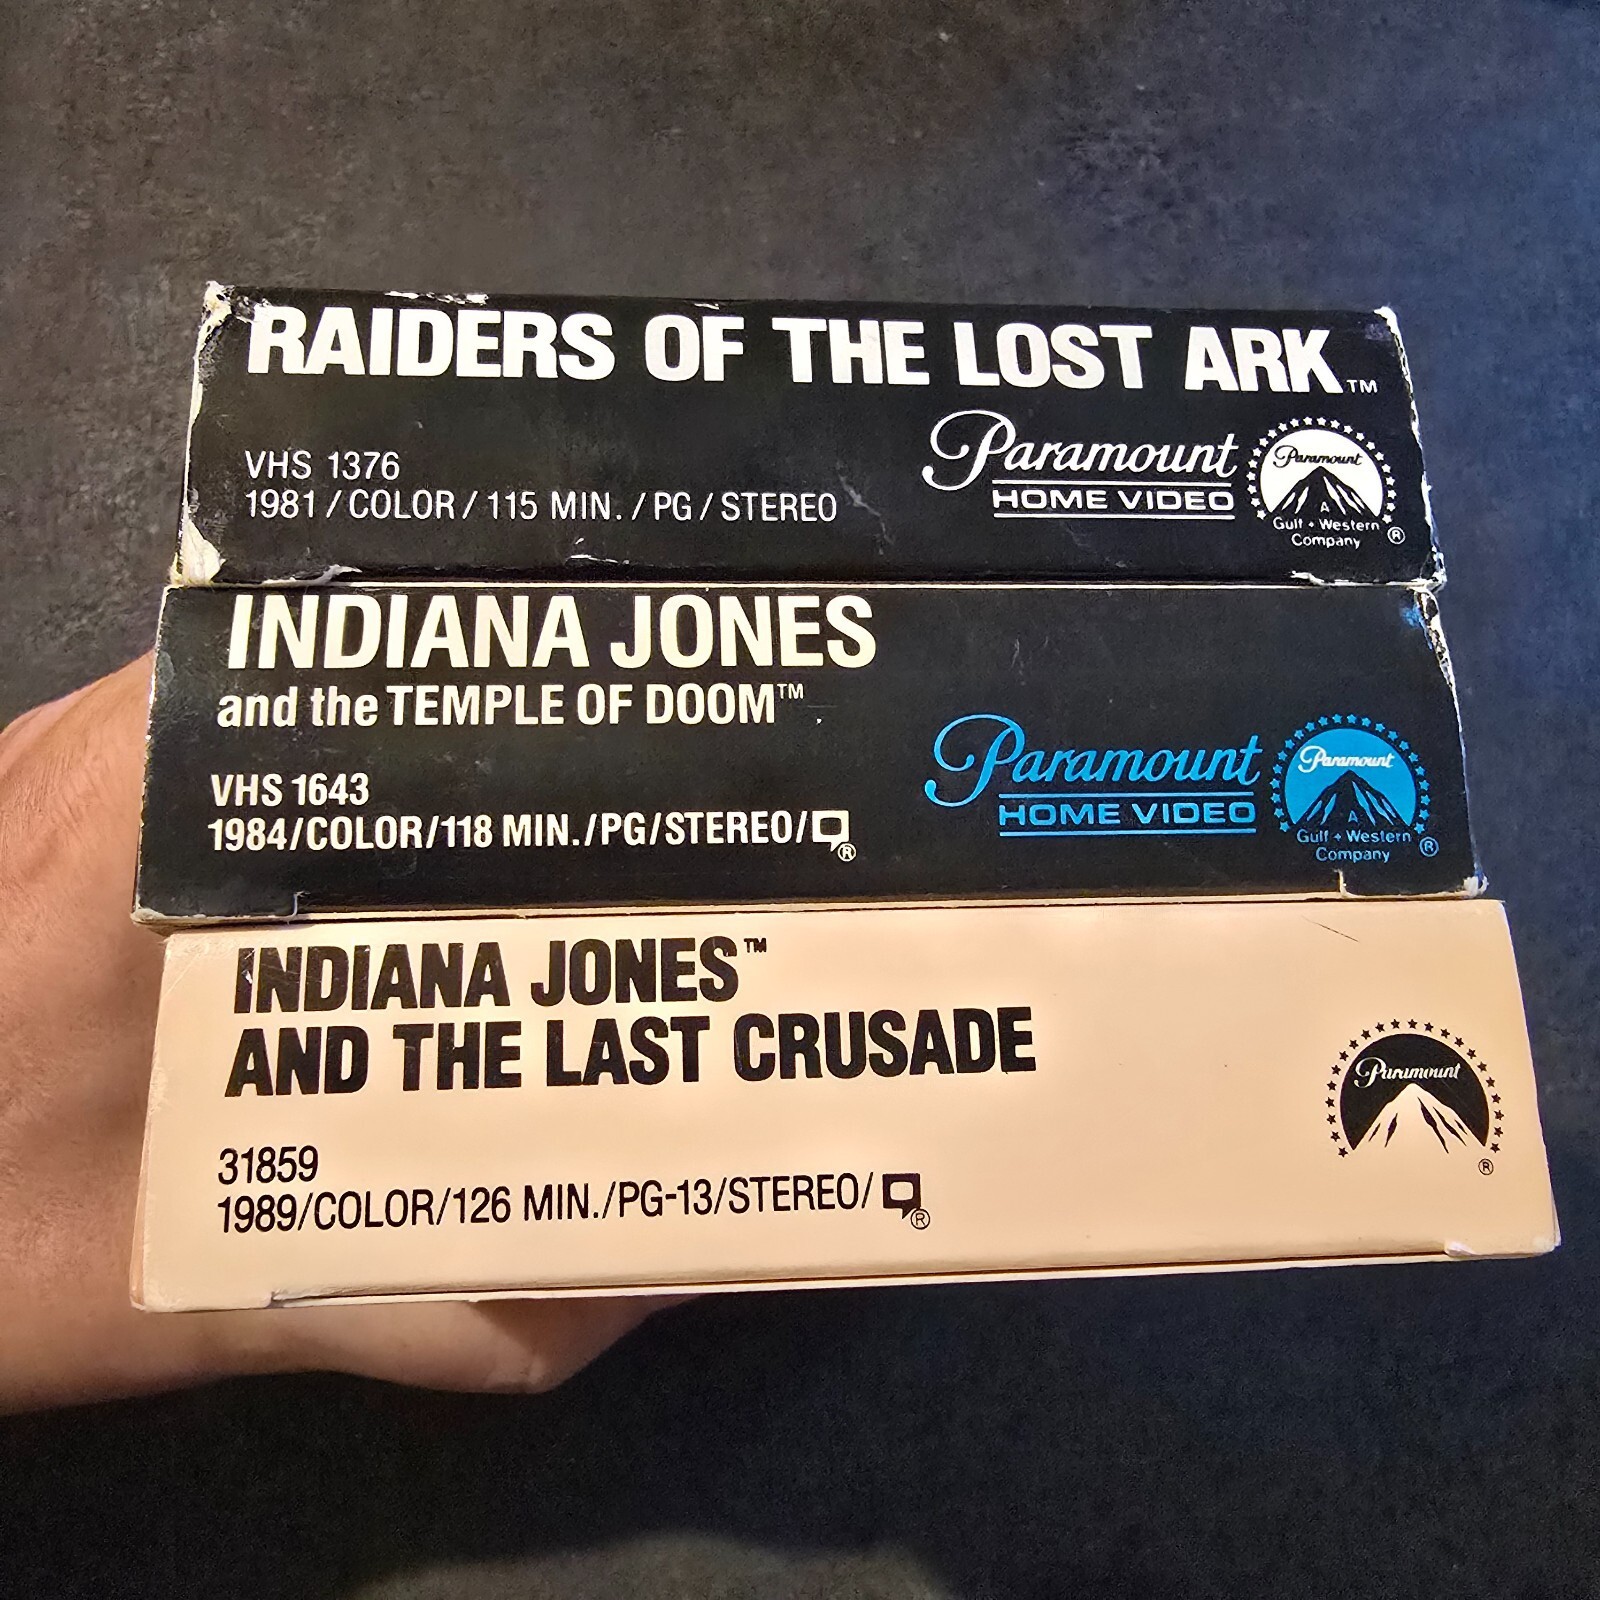 RAIDERS OF THE LOST ARK™
VHS 1376
1981/COLOR/115 MIN./PG/STEREO
Paramount
HOME VIDEO
Paramount
A
Gulf + Western
Company
®
INDIANA JONES
and the TEMPLE OF DOOM™
VHS 1643
1984/COLOR/118 MIN./PG/STEREO/
®
Paramount
HOME VIDEO
Paramount
A
Gulf + Western
Company
®
INDIANA JONES™
AND THE LAST CRUSADE
31859
1989/COLOR/126 MIN./PG-13/STEREO/
®
Paramount
®